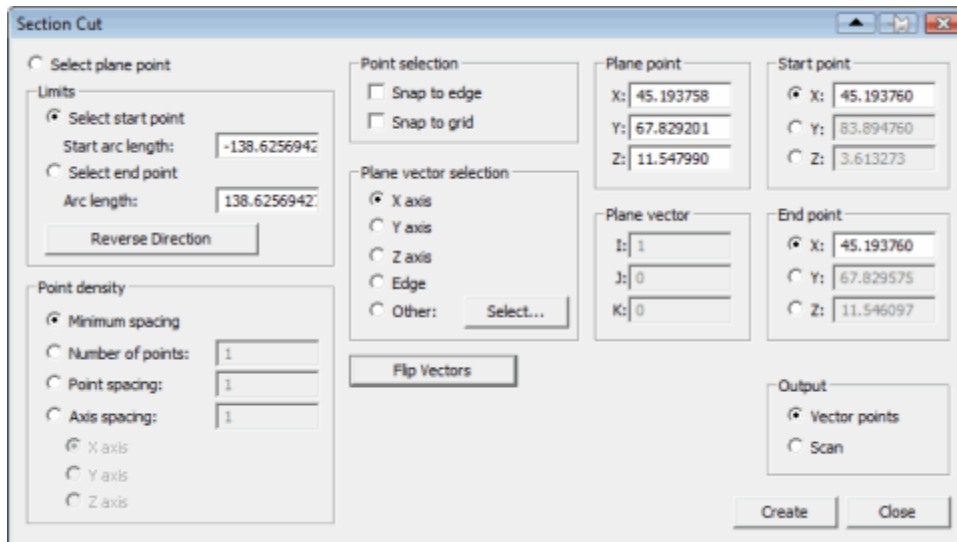 Section Cut
Select plane point
Limits
Select start point
Start arc length: -138.6256942
Select end point
Arc length: 138.6256942
Reverse Direction
Point density
Minimum spacing
Number of points: 1
Point spacing: 1
Axis spacing: 1
X axis
Y axis
Z axis
Point selection
Snap to edge
Snap to grid
Plane vector selection
X axis
Y axis
Z axis
Edge
Other: Select...
Flip Vectors
Plane point
X: 45.193758
Y: 67.829201
Z: 11.547990
Plane vector
I: 1
J: 0
K: 0
Start point
X: 45.193760
Y: 83.894760
Z: 3.613273
End point
X: 45.193760
Y: 67.829575
Z: 11.546097
Output
Vector points
Scan
Create
Close